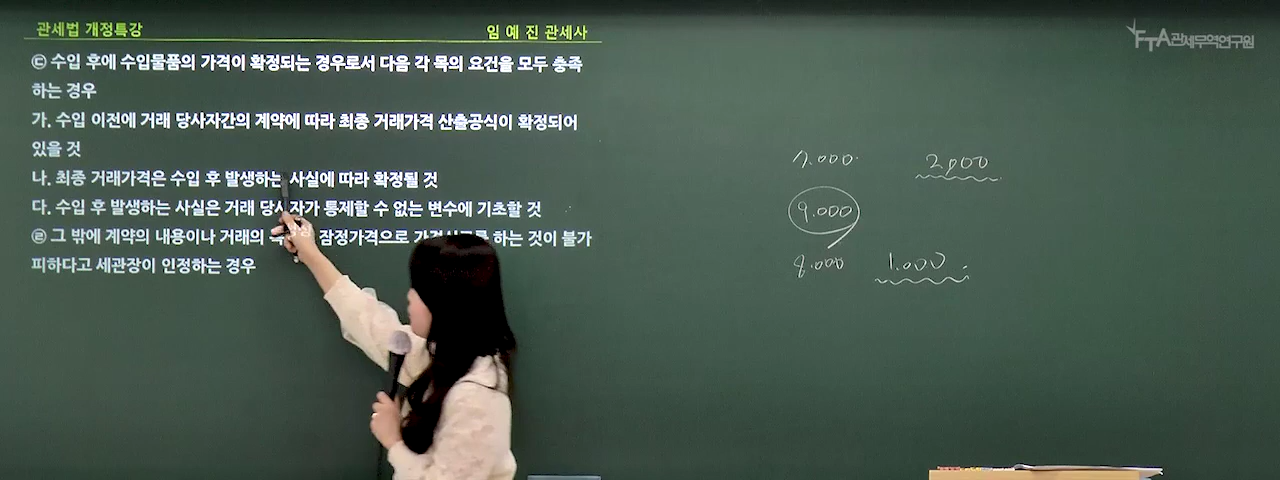 관세법 개정특강
임 예 진 관세사
FTA관세무역연구원
㉢ 수입 후에 수입물품의 가격이 확정되는 경우로서 다음 각 목의 요건을 모두 충족
하는 경우
가. 수입 이전에 거래 당사자간의 계약에 따라 최종 거래가격 산출공식이 확정되어
있을 것
나. 최종 거래가격은 수입 후 발생하는 사실에 따라 확정될 것
다. 수입 후 발생하는 사실은 거래 당사자가 통제할 수 없는 변수에 기초할 것
㉣ 그 밖에 계약의 내용이나 거래의 잠정가격으로 하는 것이 불가
피하다고 세관장이 인정하는 경우
2,000
9.000
8.000 1.000